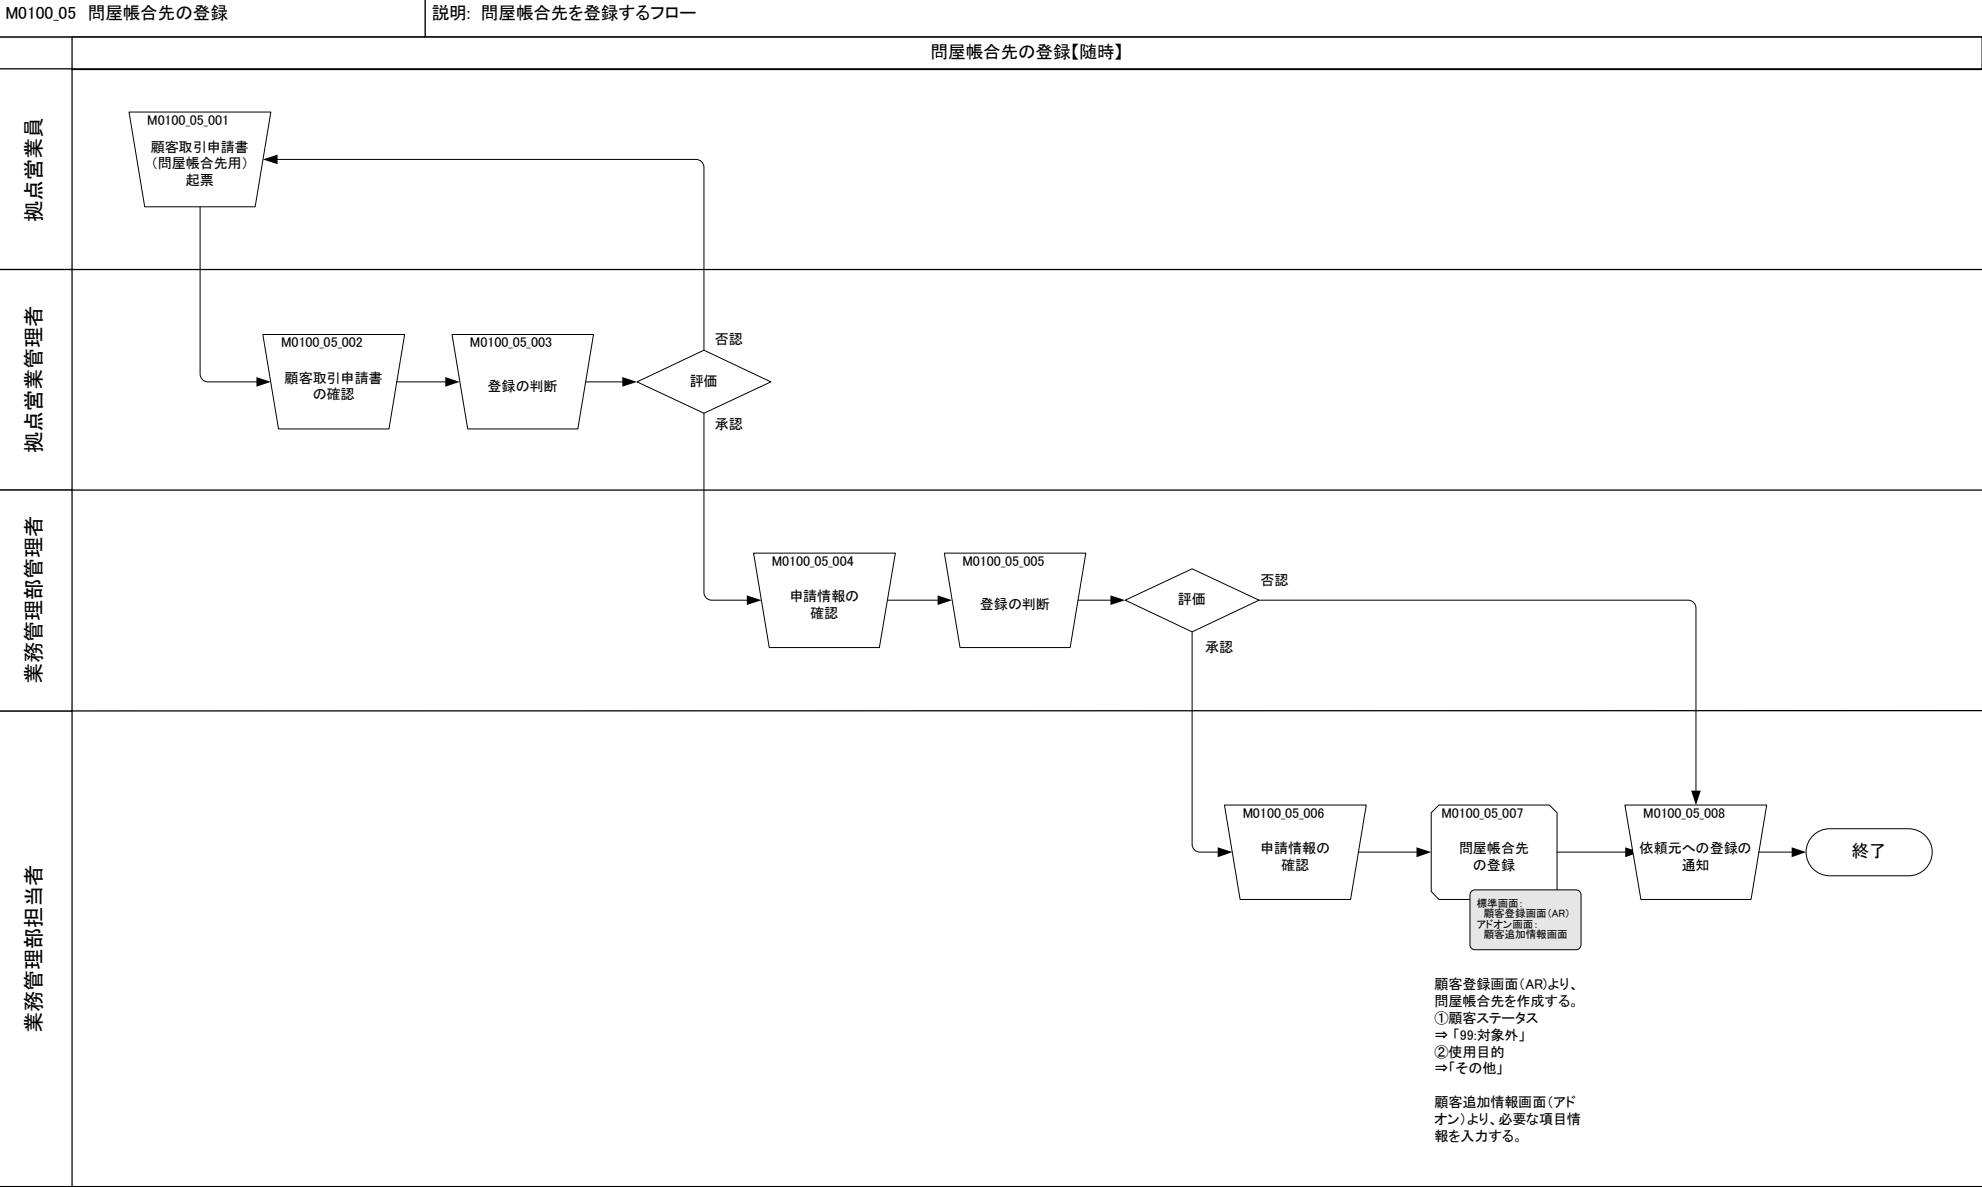 M0100_05 問屋帳合先の登録
説明: 問屋帳合先を登録するフロー
問屋帳合先の登録【随時】
拠点営業員
M0100_05_001
顧客取引申請書
（問屋帳合先用）
起票
拠点営業管理者
M0100_05_002
顧客取引申請書
の確認
M0100_05_003
登録の判断
評価
否認
承認
業務管理部管理者
M0100_05_004
申請情報の
確認
M0100_05_005
登録の判断
評価
否認
承認
業務管理部担当者
M0100_05_006
申請情報の
確認
M0100_05_007
問屋帳合先
の登録
標準画面:
顧客登録画面（AR）
アドオン画面:
顧客追加情報画面
M0100_05_008
依頼元への登録の
通知
終了
顧客登録画面（AR)より、
問屋帳合先を作成する。
①顧客ステータス
⇒「99:対象外」
②使用目的
⇒「その他」
顧客追加情報画面（アド
オン）より、必要な項目情
報を入力する。